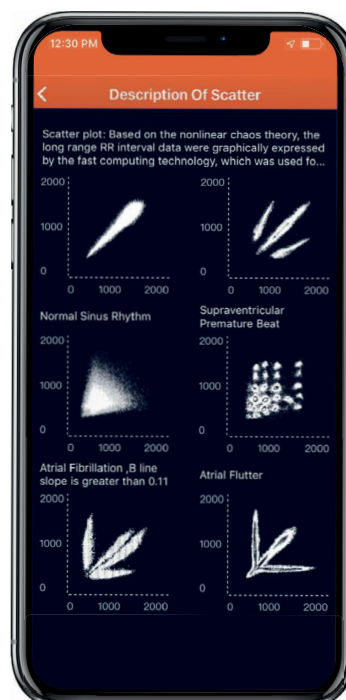 12:30 PM
Description Of Scatter
Scatter plot: Based on the nonlinear chaos theory, the
long range RR interval data were graphically expressed
by the fast computing technology, which was used fo...
2000 2000
1000 1000
0 0
0 1000 2000 0 1000 2000
Normal Sinus Rhythm
Supraventricular
Premature Beat
2000 2000
1000 1000
0 0
0 1000 2000 0 1000 2000
Atrial Fibrillation ,B line
slope is greater than 0.11
Atrial Flutter
2000 2000
1000 1000
0 0
0 1000 2000 0 1000 2000